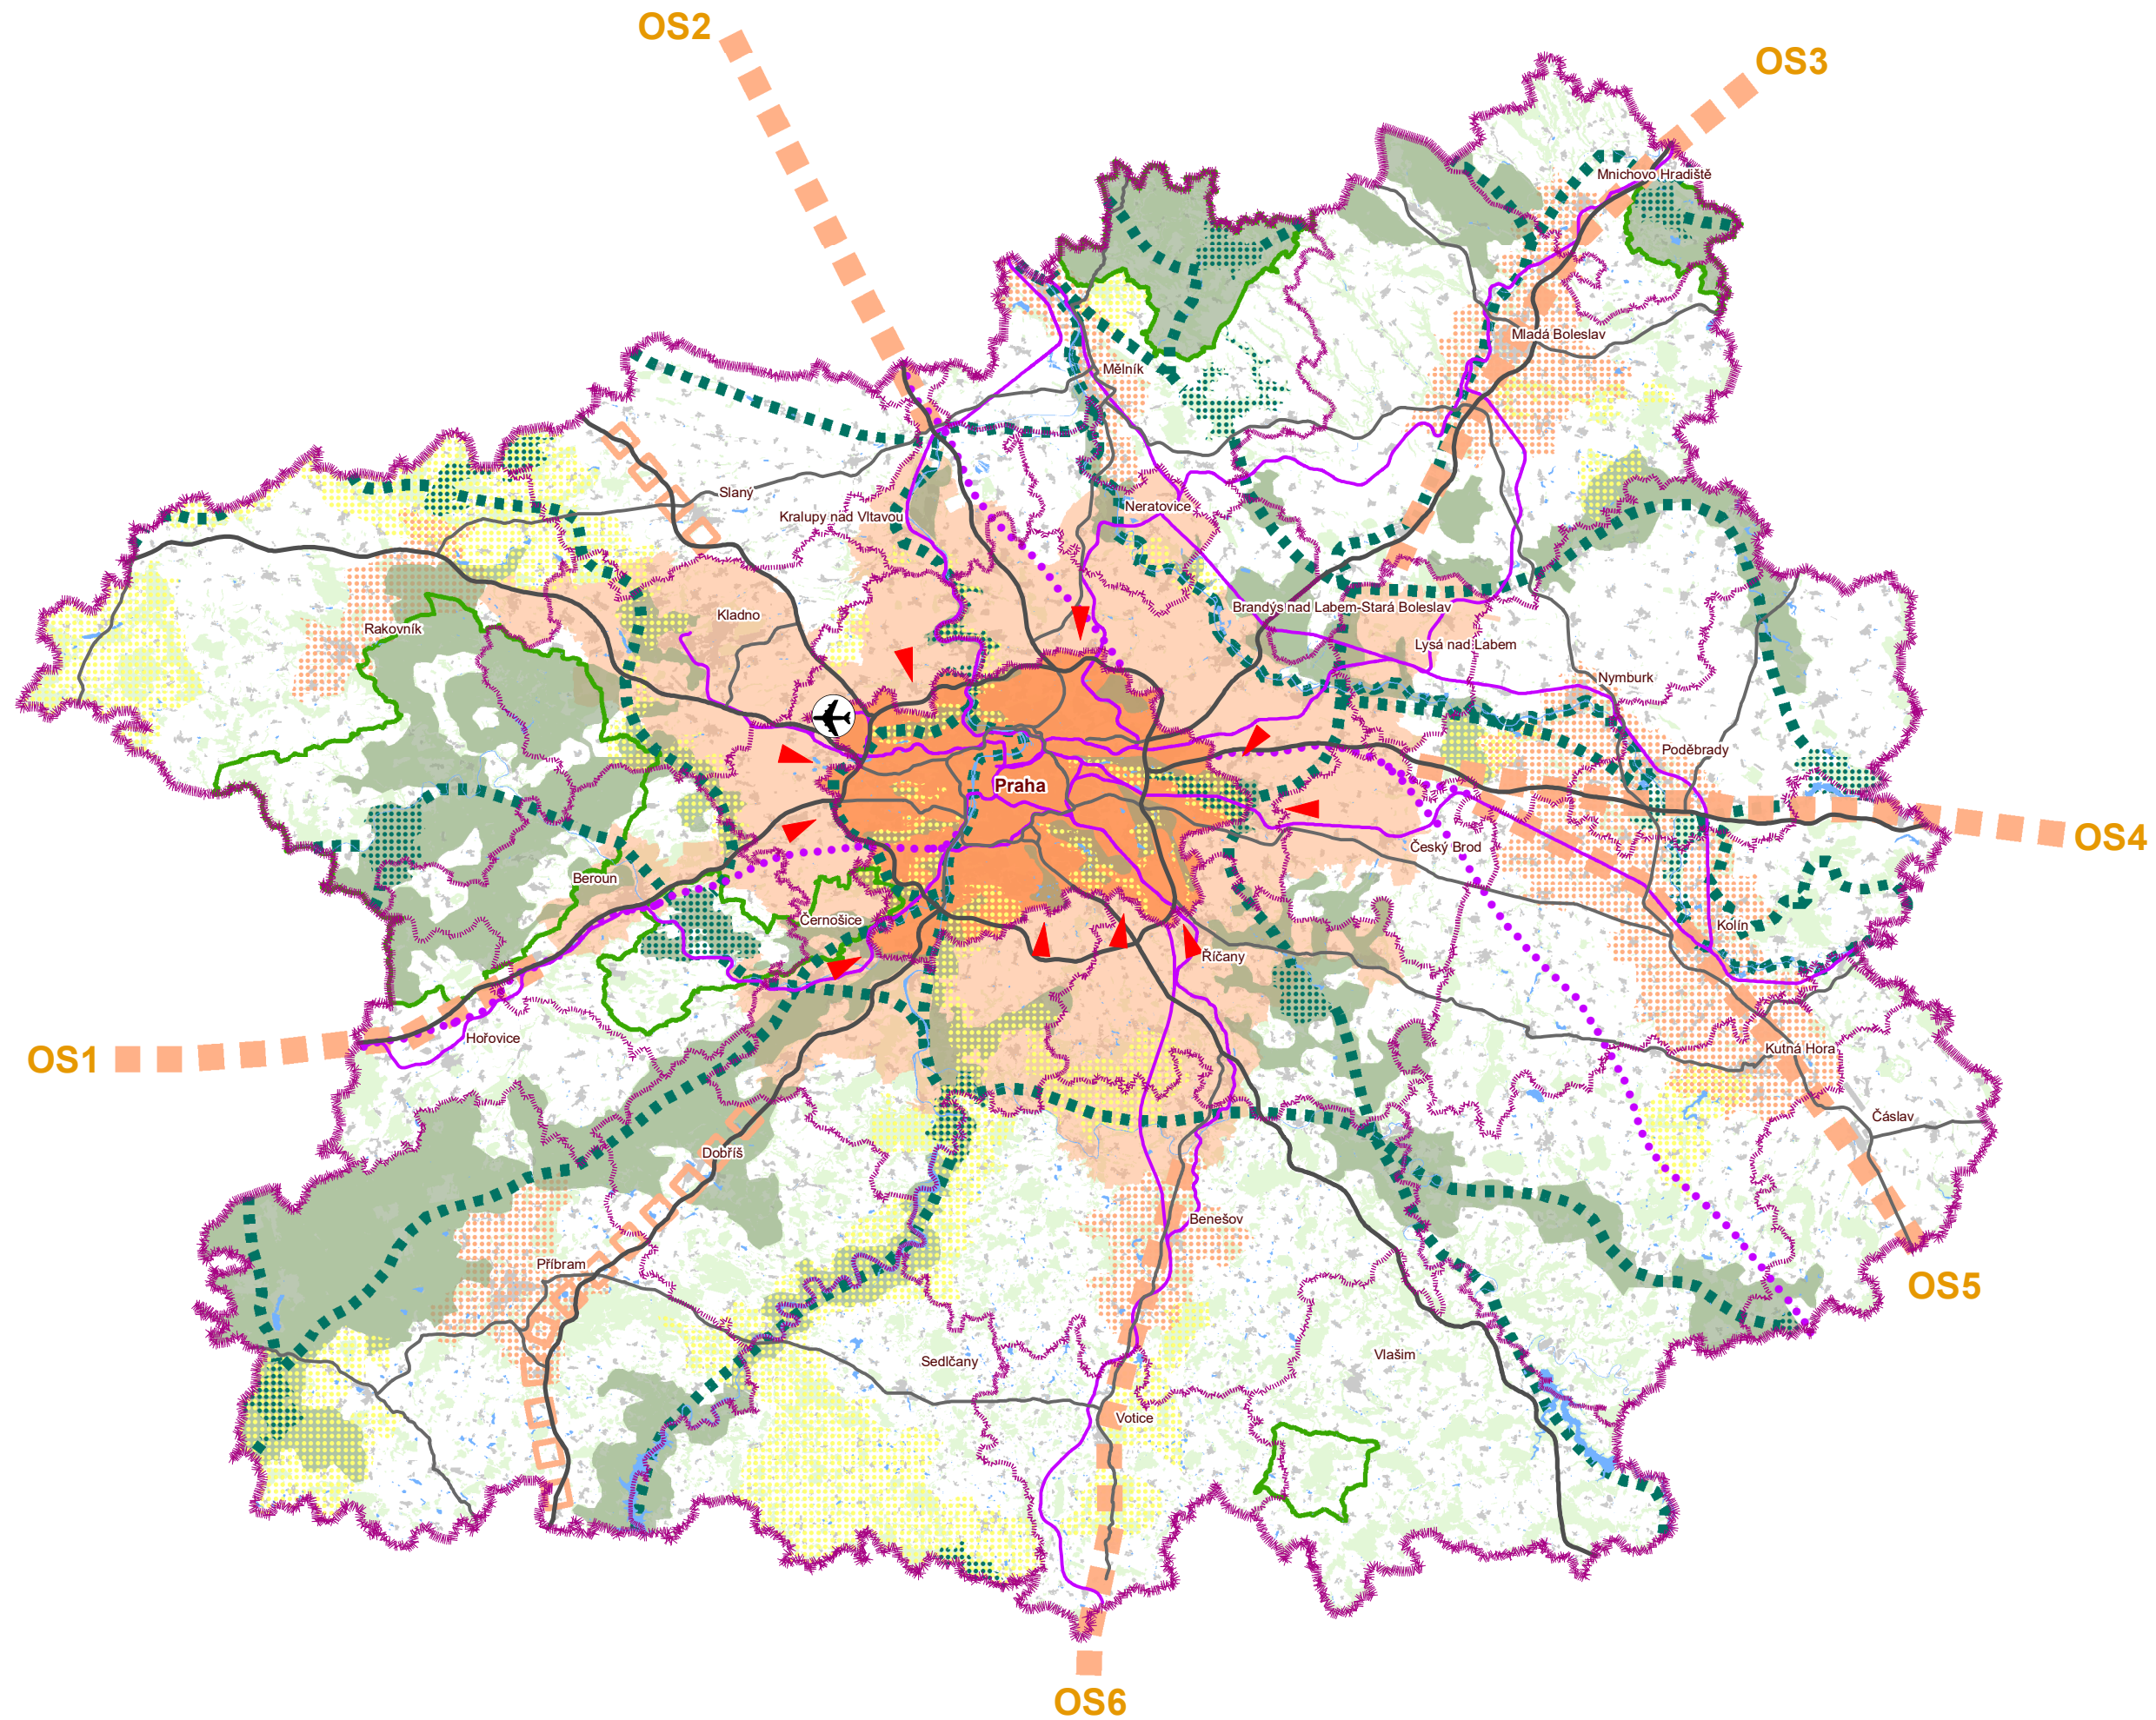 OS2
OS3
Mnichovo Hradiště
Mladá Boleslav
Mělník
Slaný
Kralupy nad Vltavou
Neratovice
Kladno
Brandýs nad Labem-Stará Boleslav
Rakovník
Lysá nad Labem
Nymburk
Poděbrady
Praha
OS4
Český Brod
Beroun
Černošice
Kolín
Říčany
Hořovice
OS1
Kutná Hora
Čáslav
Dobříš
Benešov
Příbram
OS5
Sedlčany
Vlašim
Votice
OS6